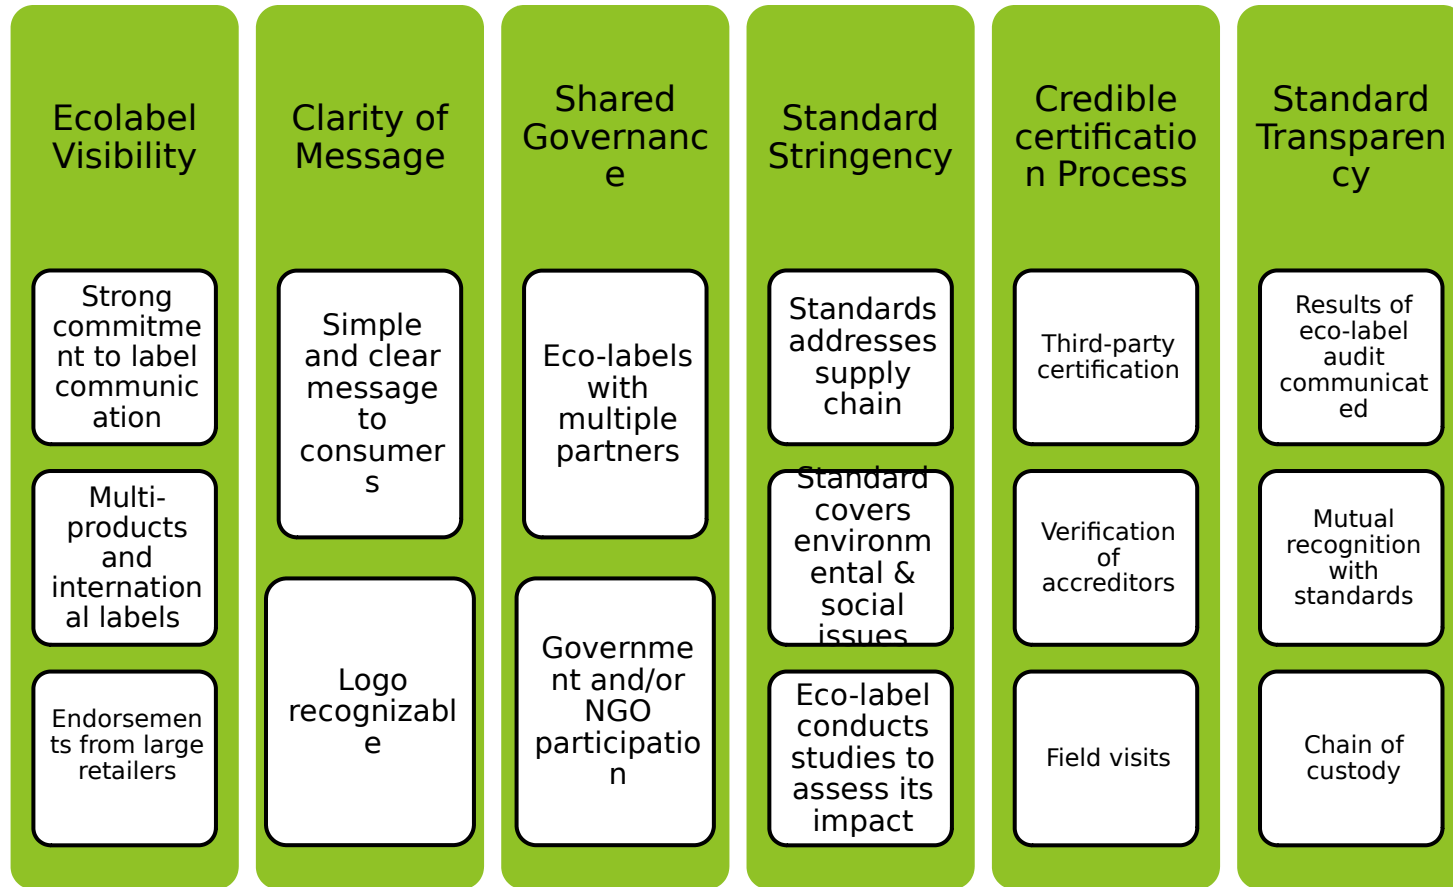 Ecolabel
Visibility
Strong
commitme
nt to label
communic
ation
Multi-
products
and
internation
al labels
Endorsemen
ts from large
retailers
Clarity of
Message
Simple
and clear
message
to
consumer
s
Logo
recognizabl
e
Shared
Governanc
e
Eco-labels
with
multiple
partners
Governme
nt and/or
NGO
participatio
n
Standard
Stringency
Standards
addresses
supply
chain
Standard
covers
environm
ental &
social
issues
Eco-label
conducts
studies to
assess its
impact
Credible
certificatio
n Process
Third-party
certification
Verification
of
accreditors
Field visits
Standard
Transparen
cy
Results of
eco-label
audit
communicat
ed
Mutual
recognition
with
standards
Chain of
custody